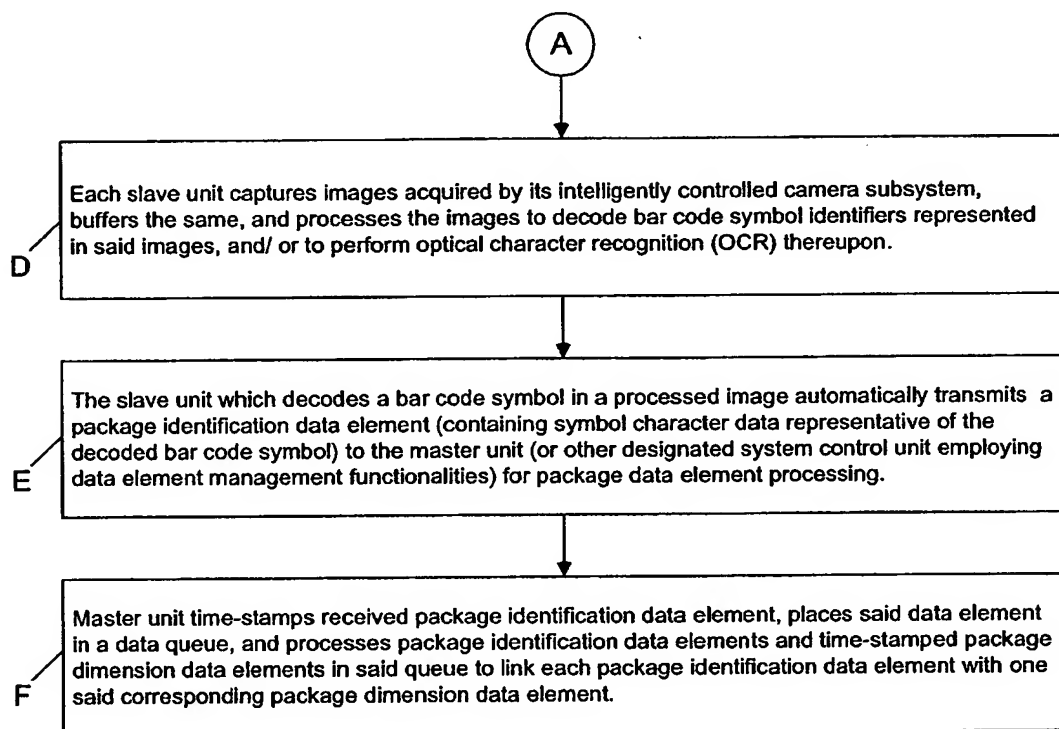 A
Each slave unit captures images acquired by its intelligently controlled camera subsystem,
buffers the same, and processes the images to decode bar code symbol identifiers represented
in said images, and/ or to perform optical character recognition (OCR) thereupon.
D
The slave unit which decodes a bar code symbol in a processed image automatically transmits a
package identification data element (containing symbol character data representative of the
decoded bar code symbol) to the master unit (or other designated system control unit employing
data element management functionalities) for package data element processing.
E
Master unit time-stamps received package identification data element, places said data element
in a data queue, and processes package identification data elements and time-stamped package
dimension data elements in said queue to link each package identification data element with one
said corresponding package dimension data element.
F